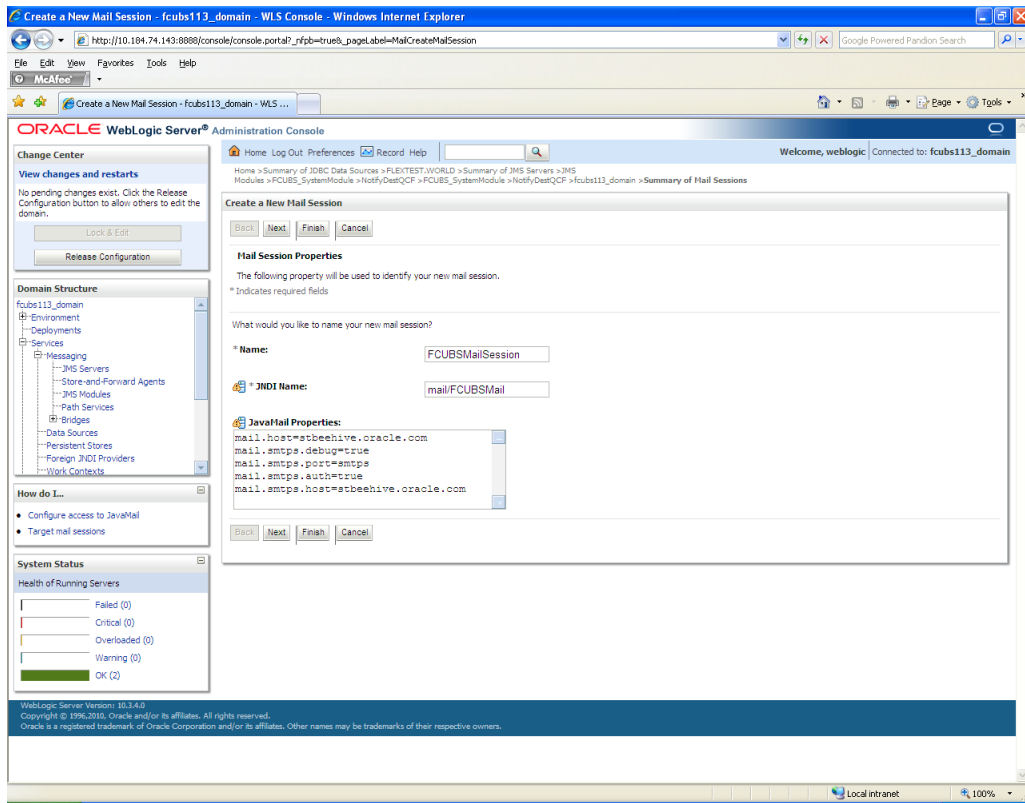 Create a New Mail Session - fcubs113_domain - WLS Console - Windows Internet Explorer
http://10.184.74.143:8888/console/console.portal?_nfpb=true&_pageLabel=MailCreateMailSession
Google Powered Pandion Search
File Edit View Favorites Tools Help
McAfee
Create a New Mail Session - fcubs113_domain - WLS ...
Page Tools
ORACLE WebLogic Server® Administration Console
Change Center
View changes and restarts
No pending changes exist. Click the Release
Configuration button to allow others to edit the
domain.
Lock & Edit
Release Configuration
Domain Structure
fcubs113_domain
Environment
Deployments
Services
Messaging
JMS Servers
Store-and-Forward Agents
JMS Modules
Path Services
Bridges
Data Sources
Persistent Stores
Foreign JNDI Providers
Work Contexts
How do I...
Configure access to JavaMail
Target mail sessions
System Status
Health of Running Servers
Failed (0)
Critical (0)
Overloaded (0)
Warning (0)
OK (2)
Home Log Out Preferences Record Help
Welcome, weblogic Connected to: fcubs113_domain
Home >Summary of JDBC Data Sources >FLEXTEST.WORLD >Summary of JMS Servers >JMS
Modules >FCUBS_SystemModule >NotifyDestQCF >FCUBS_SystemModule >NotifyDestQCF >fcubs113_domain >Summary of Mail Sessions
Create a New Mail Session
Back Next Finish Cancel
Mail Session Properties
The following property will be used to identify your new mail session.
* Indicates required fields
What would you like to name your new mail session?
* Name: FCUBSMailSession
* JNDI Name: mail/FCUBSMail
JavaMail Properties:
mail.host=stbeehive.oracle.com
mail.smtps.debug=true
mail.smtps.port=smtps
mail.smtps.auth=true
mail.smtps.host=stbeehive.oracle.com
Back Next Finish Cancel
WebLogic Server Version: 10.3.4.0
Copyright © 1996,2010, Oracle and/or its affiliates. All rights reserved.
Oracle is a registered trademark of Oracle Corporation and/or its affiliates. Other names may be trademarks of their respective owners.
Local intranet
100%